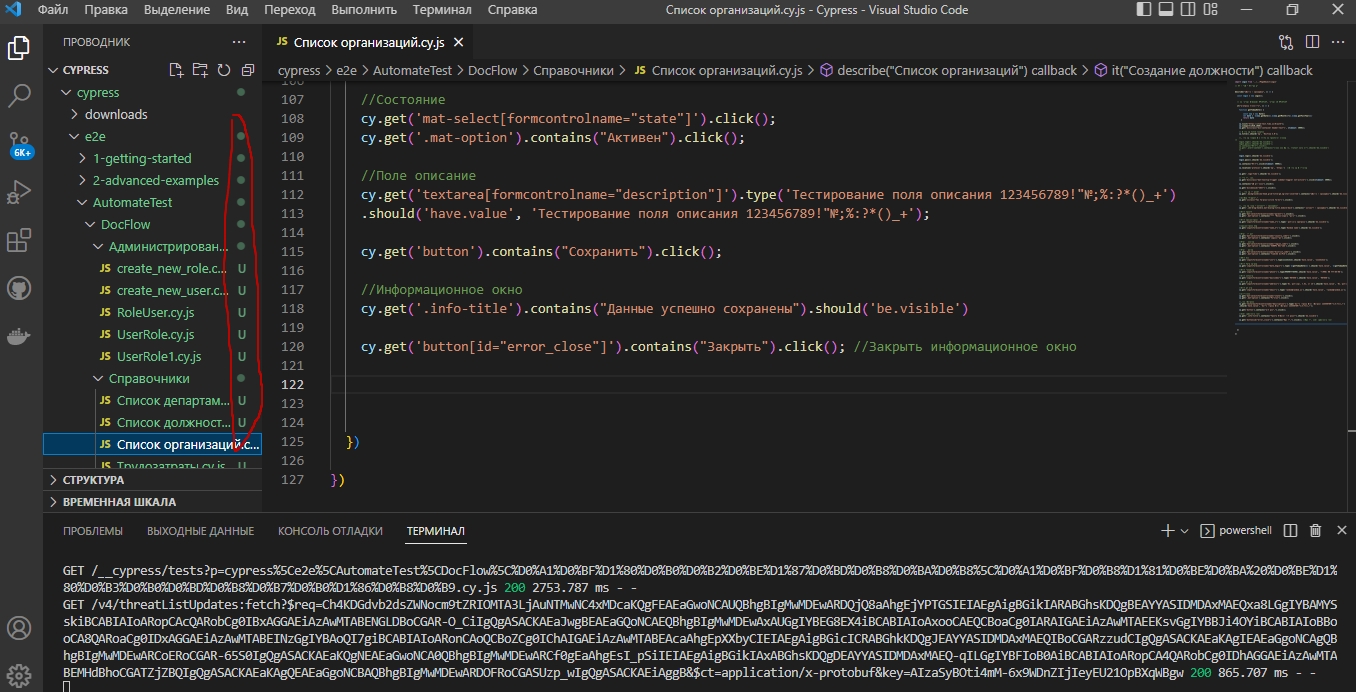 Файл Правка Выделение Вид Переход Выполнить Терминал Справка Список организаций.cy.js - Cypress - Visual Studio Code
ПРОВОДНИК ...
JS Список организаций.cy.js
cypress > e2e > AutomateTest > DocFlow > Справочники > JS Список организаций.cy.js > describe("Список организаций") callback > it("Создание должности") callback
CYPRESS
cypress
downloads
e2e
6K+
1-getting-started
2-advanced-examples
AutomateTest
DocFlow
Администрирован...
JS create_new_role.c... U
JS create_new_user.c... U
JS RoleUser.cy.js U
JS UserRole.cy.js U
JS UserRole1.cy.js U
Справочники
JS Список департам... U
JS Список должност... U
JS Список организаций.c...
JS Трудозатраты.cy.js U
СТРУКТУРА
ВРЕМЕННАЯ ШКАЛА
106
107 //Состояние
108 cy.get('mat-select[formcontrolname="state"]').click();
109 cy.get('.mat-option').contains("Активен").click();
110
111 //Поле описание
112 cy.get('textarea[formcontrolname="description"]').type('Тестирование поля описания 123456789!"№;%:?*()_+')
113 .should('have.value', 'Тестирование поля описания 123456789!"№;%:?*()_+');
114
115 cy.get('button').contains("Сохранить").click();
116
117 //Информационное окно
118 cy.get('.info-title').contains("Данные успешно сохранены").should('be.visible')
119
120 cy.get('button[id="error_close"]').contains("Закрыть").click(); //Закрыть информационное окно
121
122
123
124
125 })
126
127 })
ПРОБЛЕМЫ ВЫХОДНЫЕ ДАННЫЕ КОНСОЛЬ ОТЛАДКИ ТЕРМИНАЛ powershell
GET /__cypress/tests?p=cypress%5Ce2e%5CAutomateTest%5CDocFlow%5C%D0%A1%D0%BF%D1%80%D0%B0%D0%B2%D0%BE%D1%87%D0%BD%D0%B8%D0%BA%D0%B8%5C%D0%A1%D0%BF%D0%B8%D1%81%D0%BE%D0%BA%20%D0%BE%D1%
80%D0%B3%D0%B0%D0%BD%D0%B8%D0%B7%D0%B0%D1%86%D0%B8%D0%B9.cy.js 200 2753.787 ms - -
GET /v4/threatListUpdates:fetch?
200 865.707 ms - -